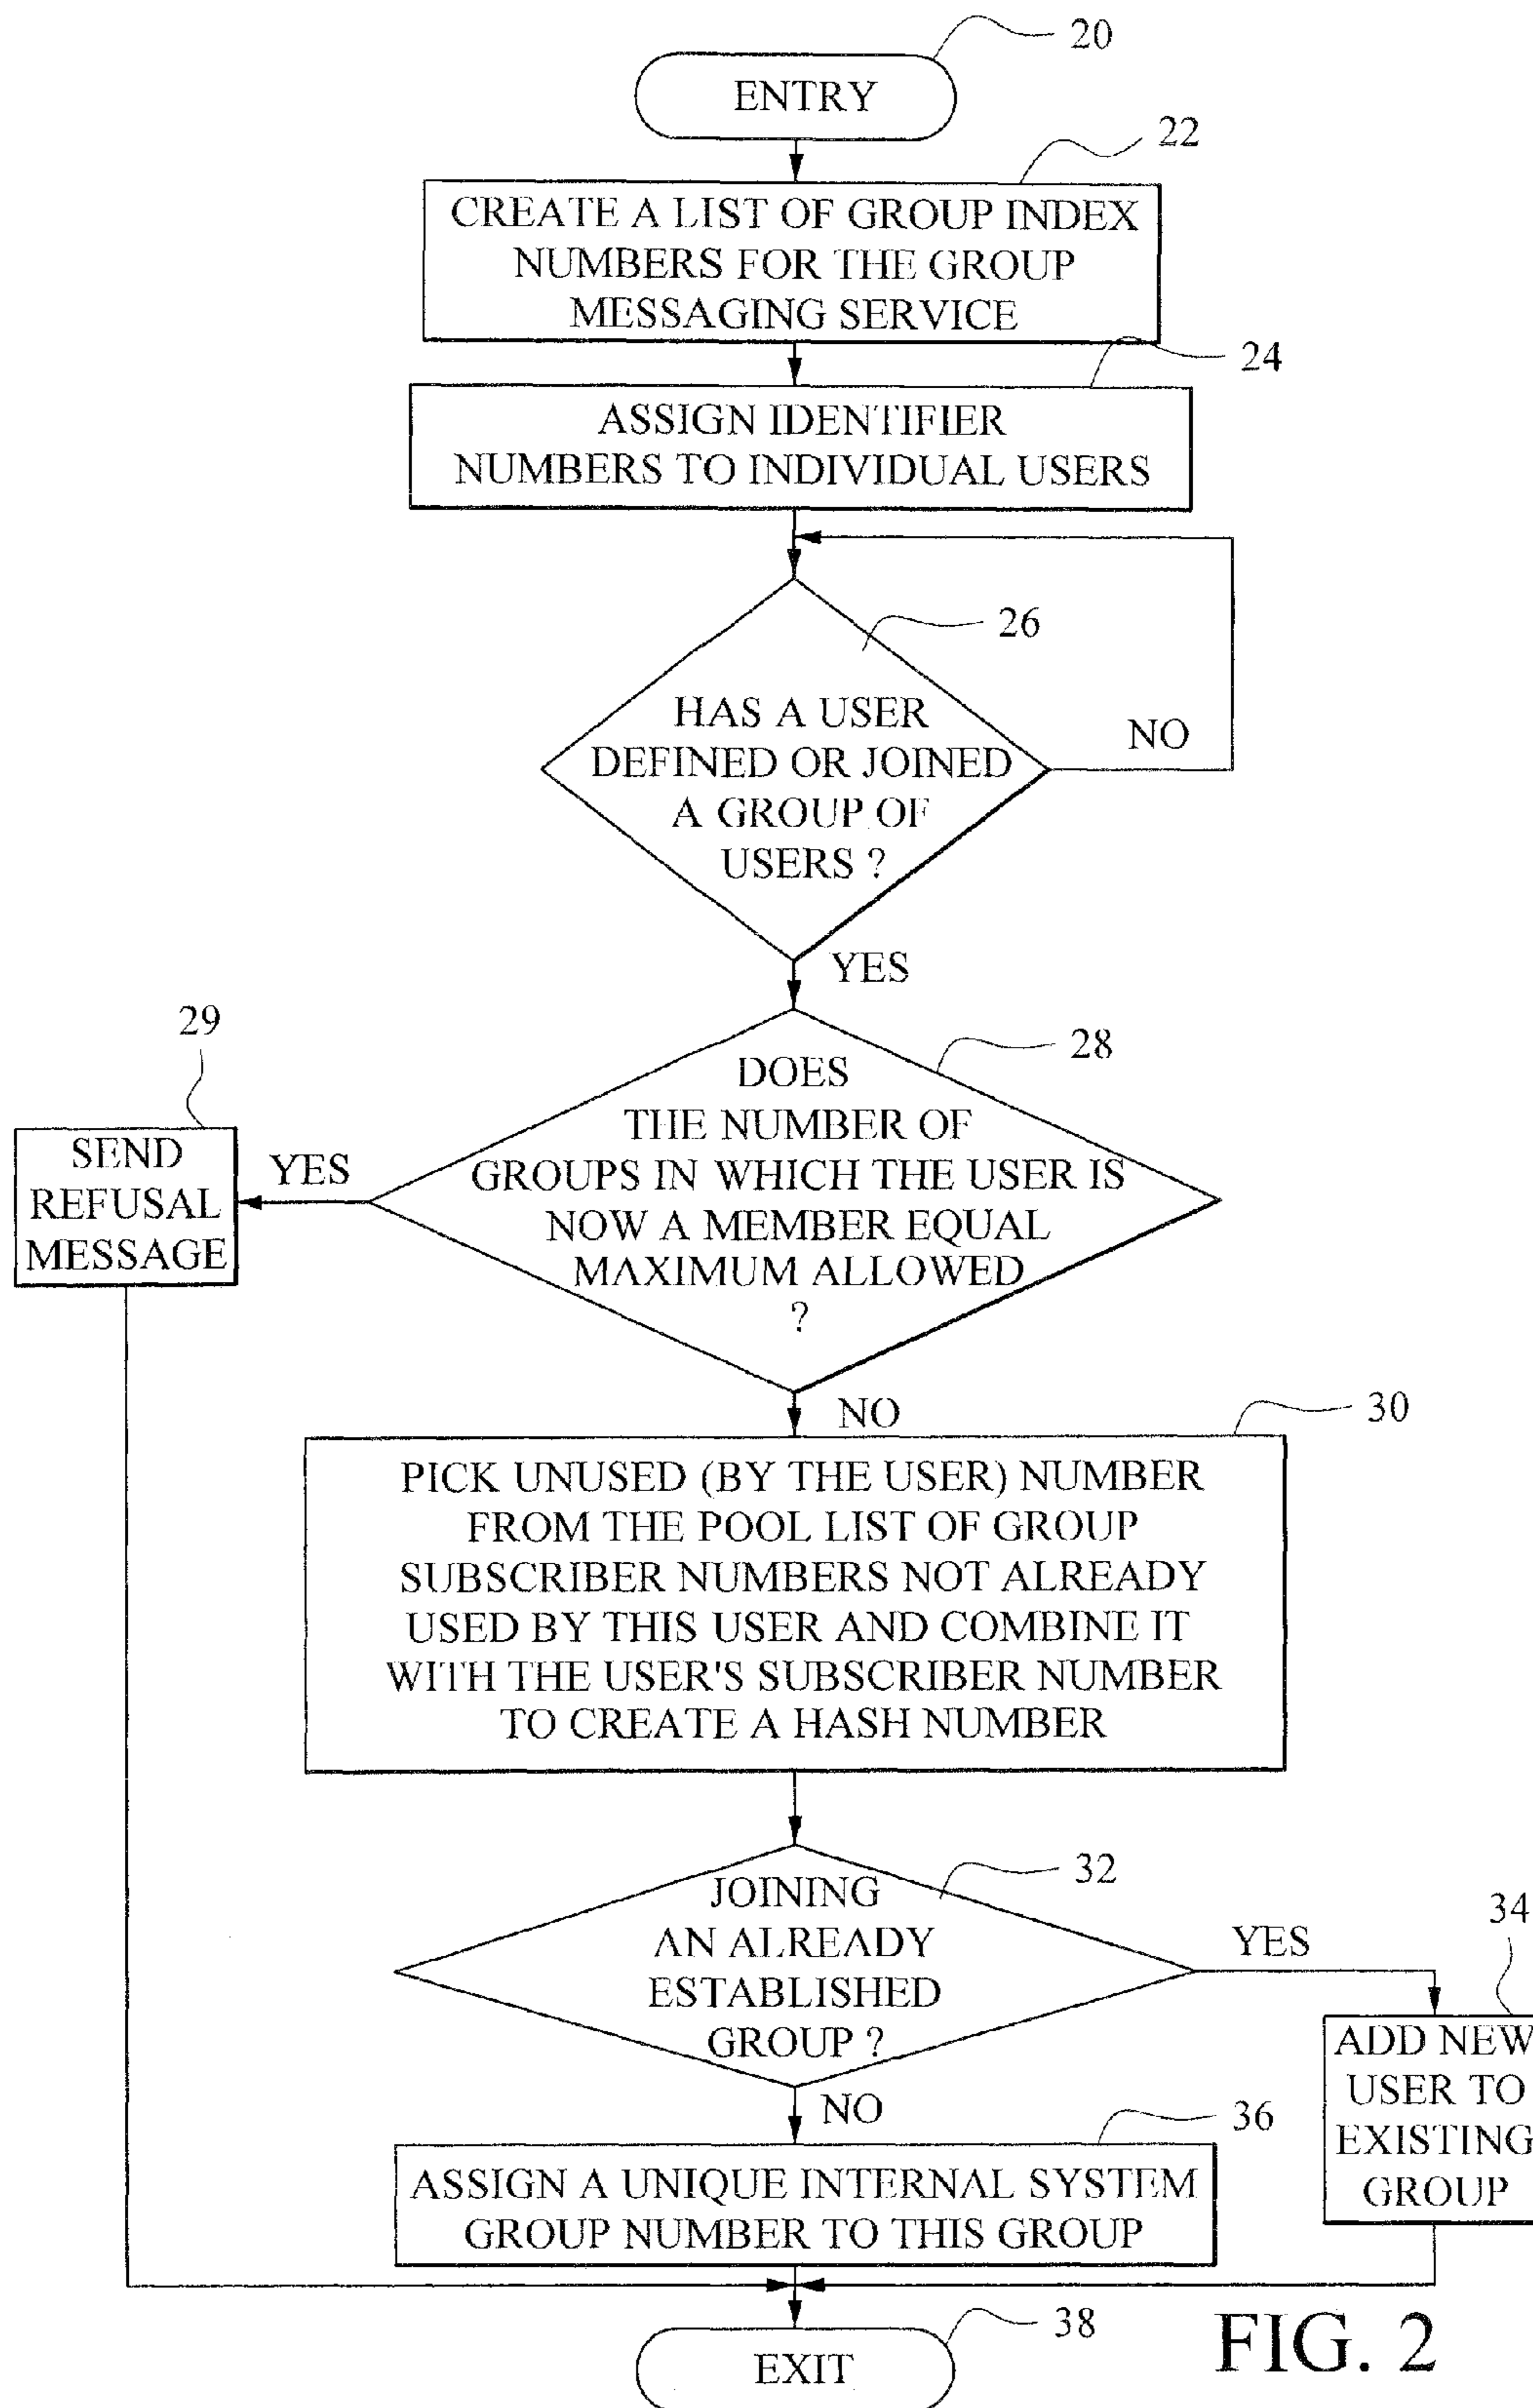 20
ENTRY
22
CREATE A LIST OF GROUP INDEX
NUMBERS FOR THE GROUP
MESSAGING SERVICE
24
ASSIGN IDENTIFIER
NUMBERS TO INDIVIDUAL USERS
26
HAS A USER
DEFINED OR JOINED
A GROUP OF
USERS ?
NO
YES
28
DOES
THE NUMBER OF
GROUPS IN WHICH THE USER IS
NOW A MEMBER EQUAL
MAXIMUM ALLOWED
?
YES
29
SEND
REFUSAL
MESSAGE
NO
30
PICK UNUSED (BY THE USER) NUMBER
FROM THE POOL LIST OF GROUP
SUBSCRIBER NUMBERS NOT ALREADY
USED BY THIS USER AND COMBINE IT
WITH THE USER'S SUBSCRIBER NUMBER
TO CREATE A HASH NUMBER
32
JOINING
AN ALREADY
ESTABLISHED
GROUP ?
YES
34
ADD NEW
USER TO
EXISTING
GROUP
NO
36
ASSIGN A UNIQUE INTERNAL SYSTEM
GROUP NUMBER TO THIS GROUP
38
EXIT
FIG. 2